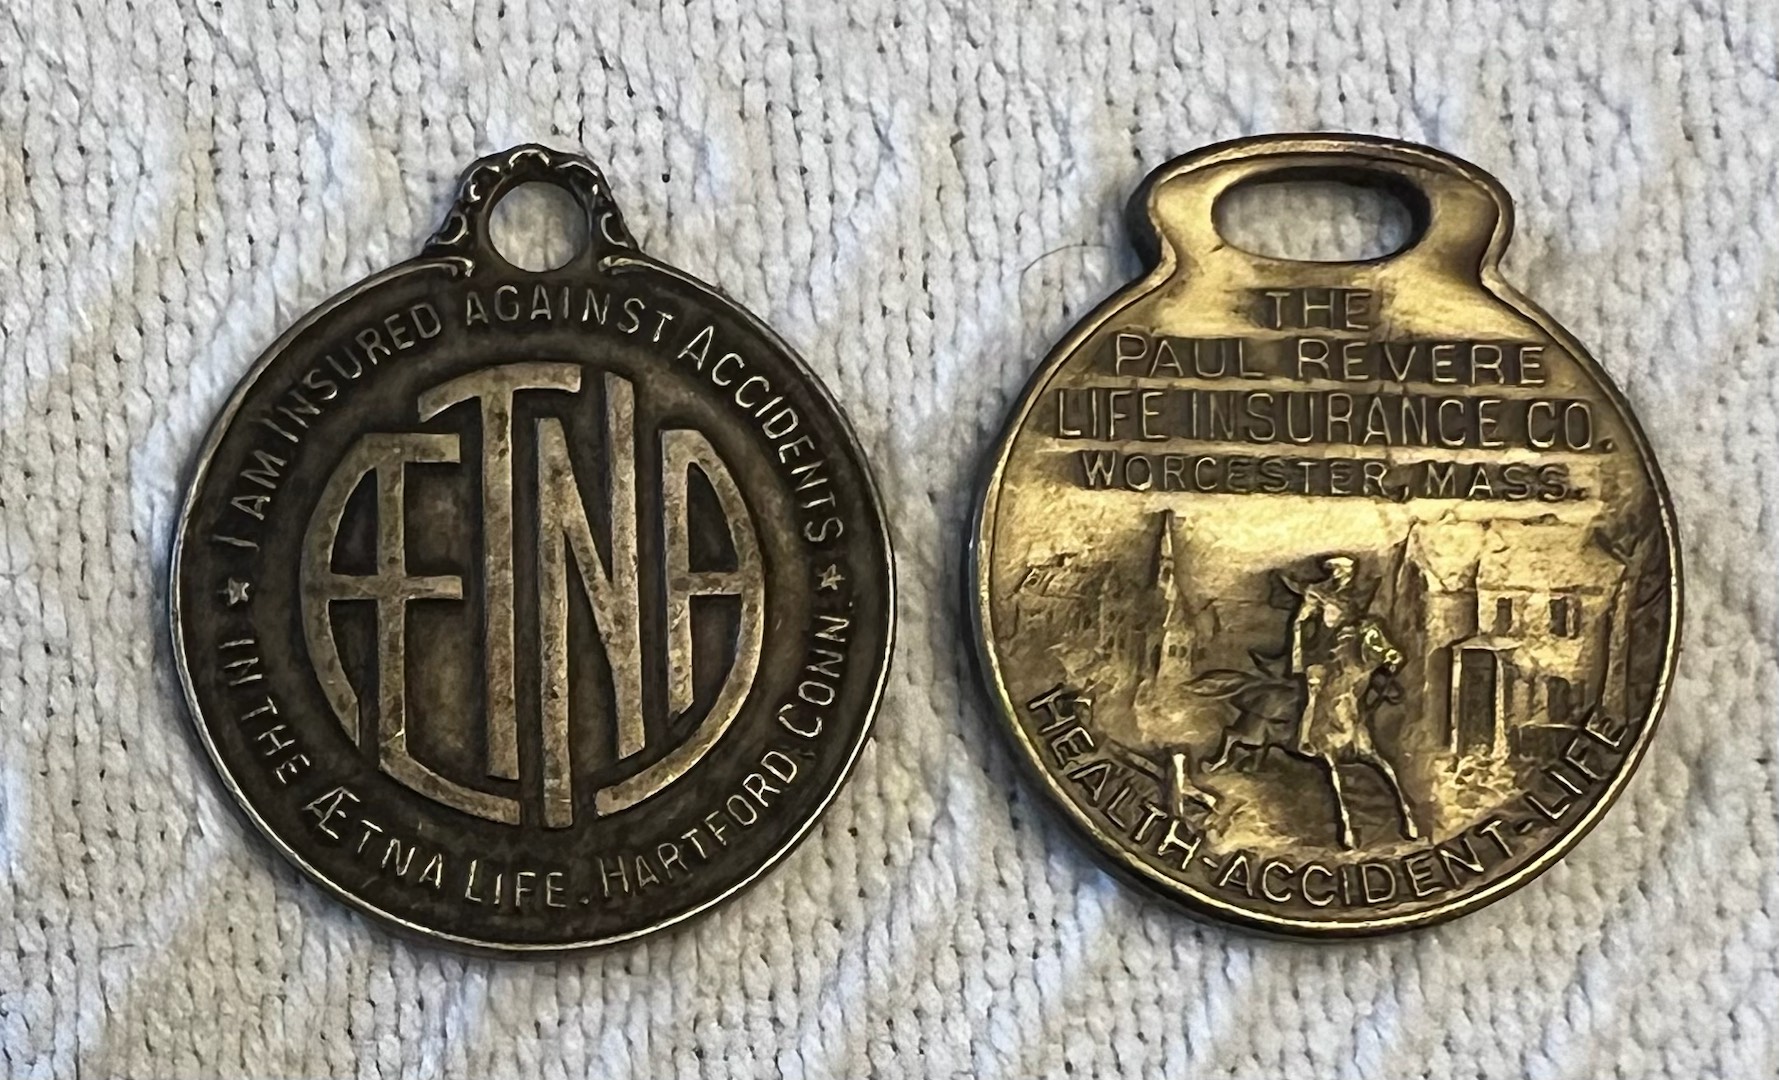 I AM INSURED AGAINST ACCIDENTS
IN THE ÆTNA LIFE. HARTFORD CONN.
ÆTNA
THE
PAUL REVERE
LIFE INSURANCE CO.
WORCESTER, MASS.
HEALTH-ACCIDENT-LIFE